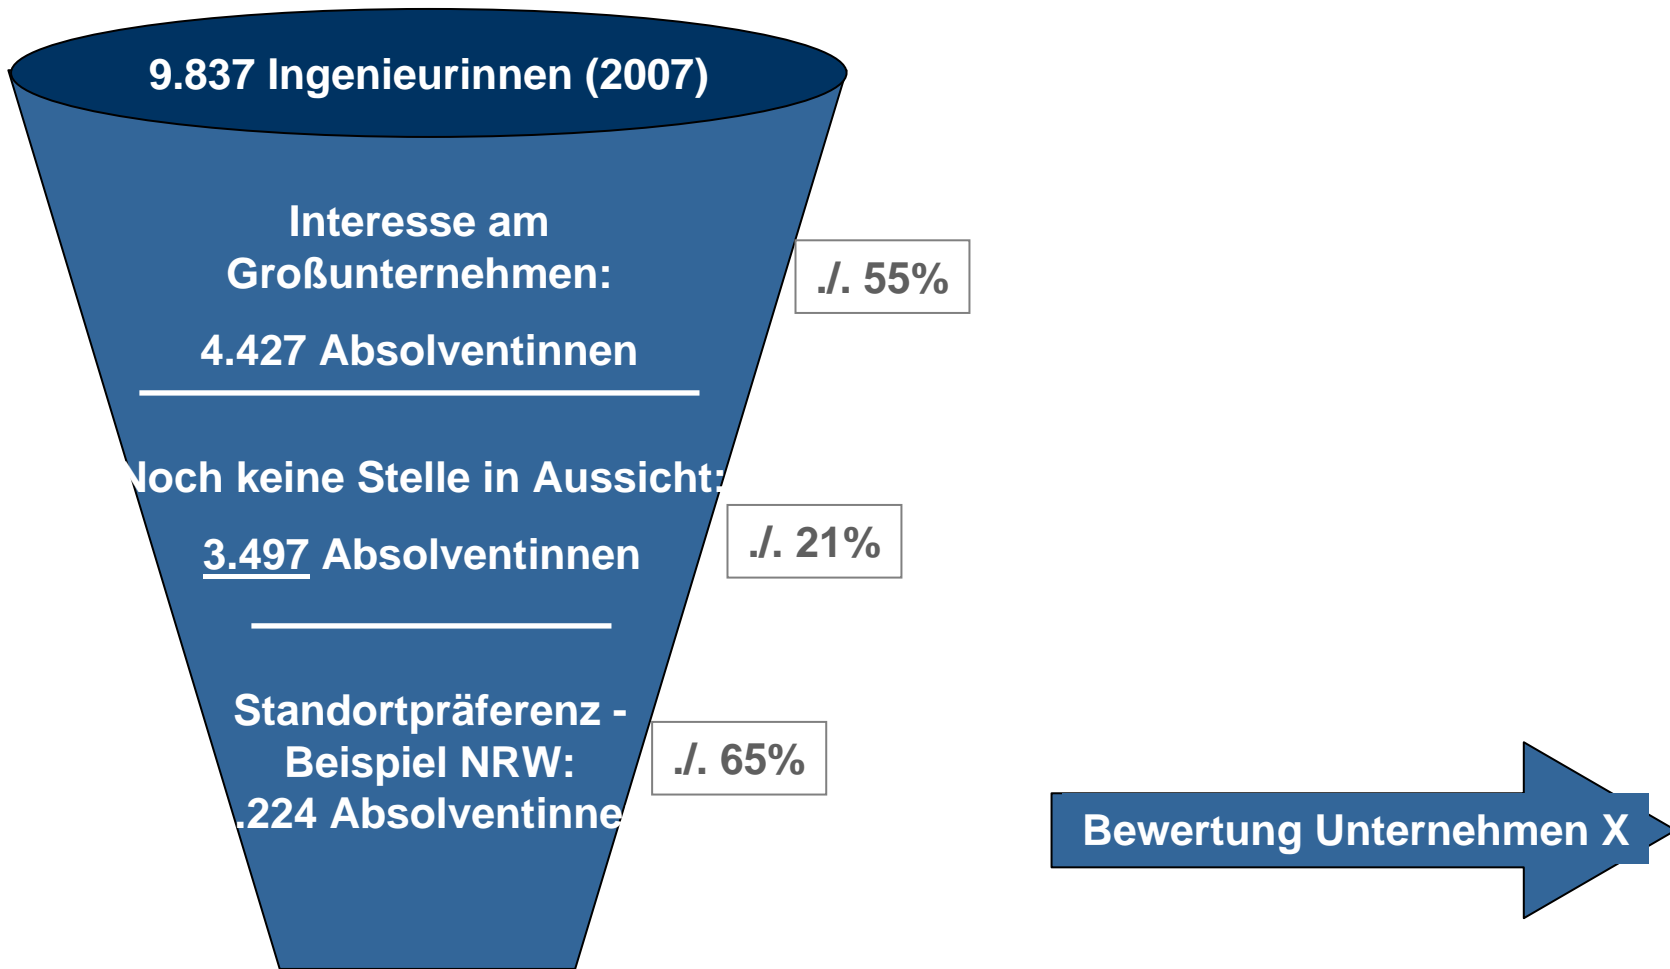 9.837 Ingenieurinnen (2007)
Interesse am
Großunternehmen:
4.427 Absolventinnen
./. 55%
Noch keine Stelle in Aussicht:
3.497 Absolventinnen
./. 21%
Standortpräferenz -
Beispiel NRW:
.224 Absolventinne
./. 65%
Bewertung Unternehmen X